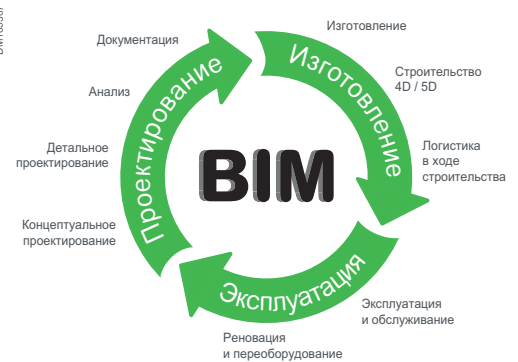 Изготовление
Документация
Строительство
4D / 5D
Анализ
Проектирование
Изготовление
Детальное
проектирование
BIM
Логистика
в ходе
строительства
Концептуальное
проектирование
Эксплуатация
Эксплуатация
и обслуживание
Реновация
и переоборудование